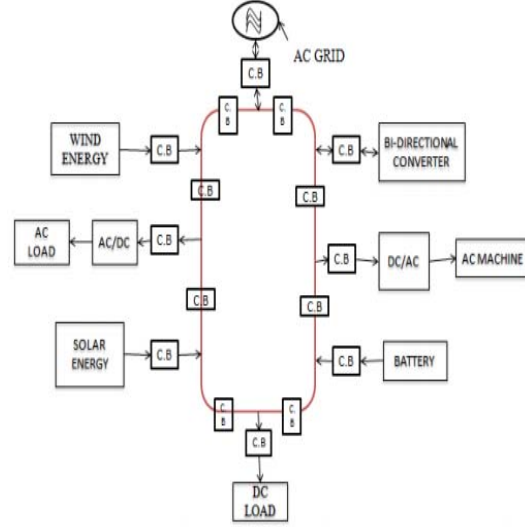 AC GRID
C.B
C.
B
C.
B
WIND
ENERGY
C.B
C.B
BI-DIRECTIONAL
CONVERTER
C.B
C.B
AC
LOAD
AC/DC
C.B
C.B
DC/AC
AC MACHINE
C.B
C.B
SOLAR
ENERGY
C.B
C.B
BATTERY
C.
B
C.
B
C.B
DC
LOAD